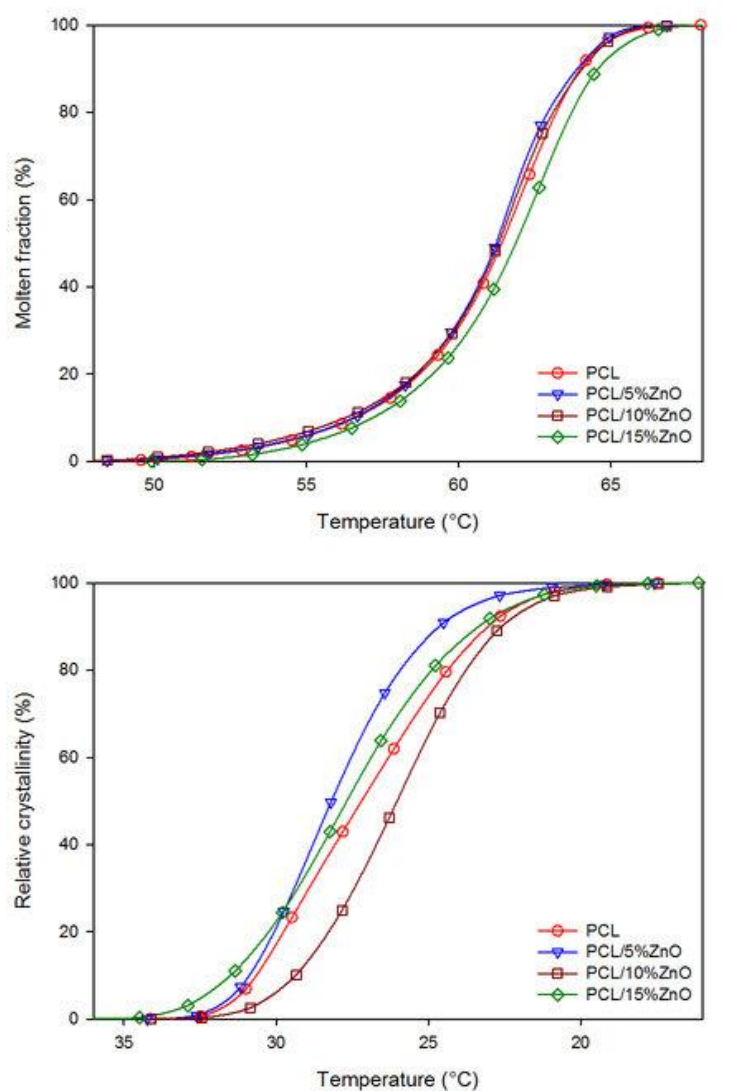 100
80
60
40
20
0
Molten fraction (%)
PCL
PCL/5%ZnO
PCL/10%ZnO
PCL/15%ZnO
50 55 60 65
Temperature (°C)
100
80
60
40
20
0
Relative crystallinity (%)
PCL
PCL/5%ZnO
PCL/10%ZnO
PCL/15%ZnO
35 30 25 20
Temperature (°C)